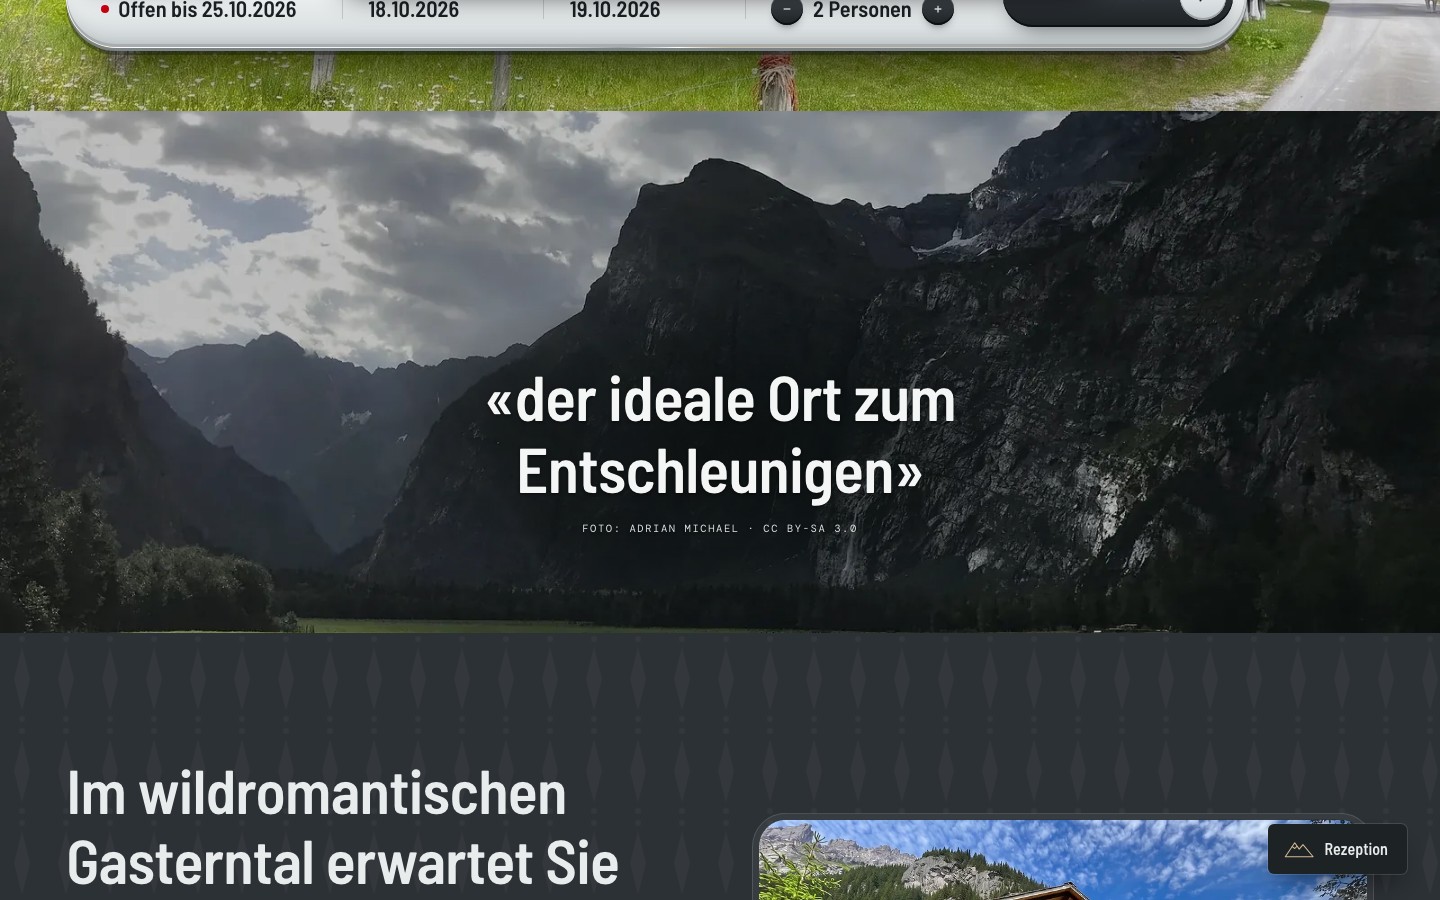 Offen bis 25.10.2026
18.10.2026
19.10.2026
− 2 Personen +
«der ideale Ort zum
Entschleunigen»
FOTO: ADRIAN MICHAEL · CC BY-SA 3.0
Im wildromantischen
Gasterntal erwartet Sie
Rezeption